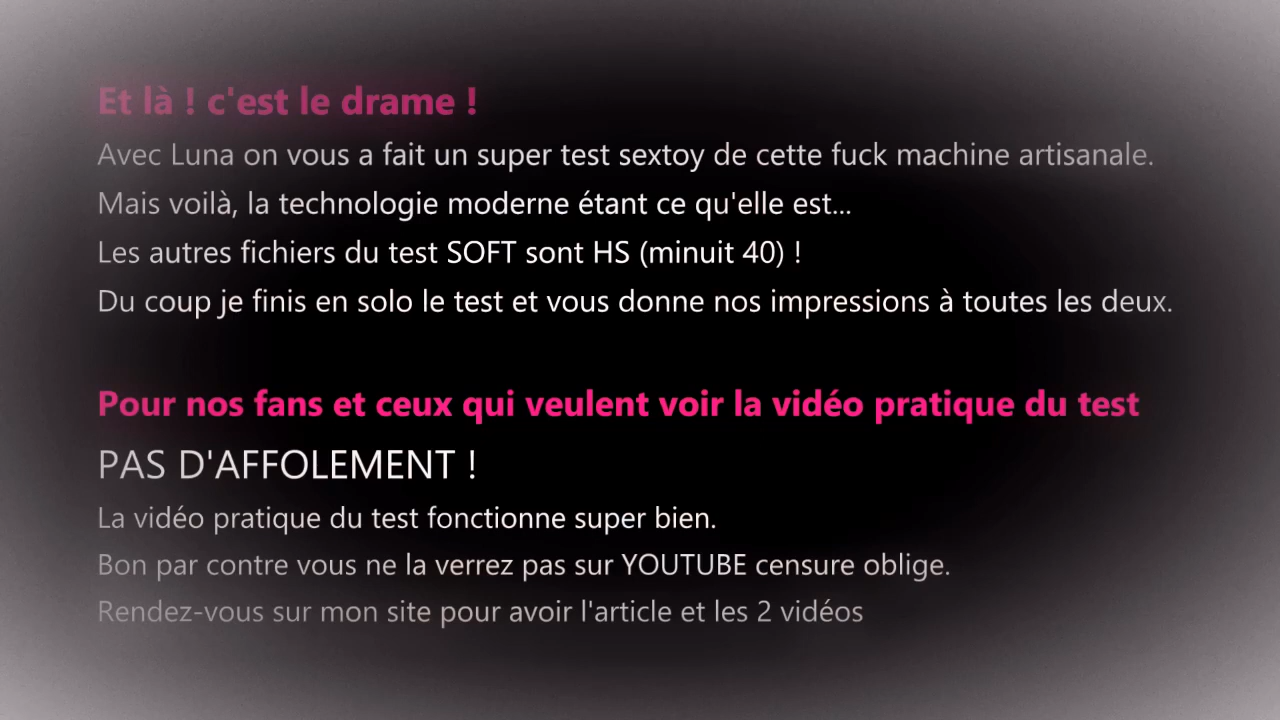 Et là ! c'est le drame !
Avec Luna on vous a fait un super test sextoy de cette fuck machine artisanale.
Mais voilà, la technologie moderne étant ce qu'elle est...
Les autres fichiers du test SOFT sont HS (minuit 40) !
Du coup je finis en solo le test et vous donne nos impressions à toutes les deux.
Pour nos fans et ceux qui veulent voir la vidéo pratique du test
PAS D'AFFOLEMENT !
La vidéo pratique du test fonctionne super bien.
Bon par contre vous ne la verrez pas sur YOUTUBE censure oblige.
Rendez-vous sur mon site pour avoir l'article et les 2 vidéos